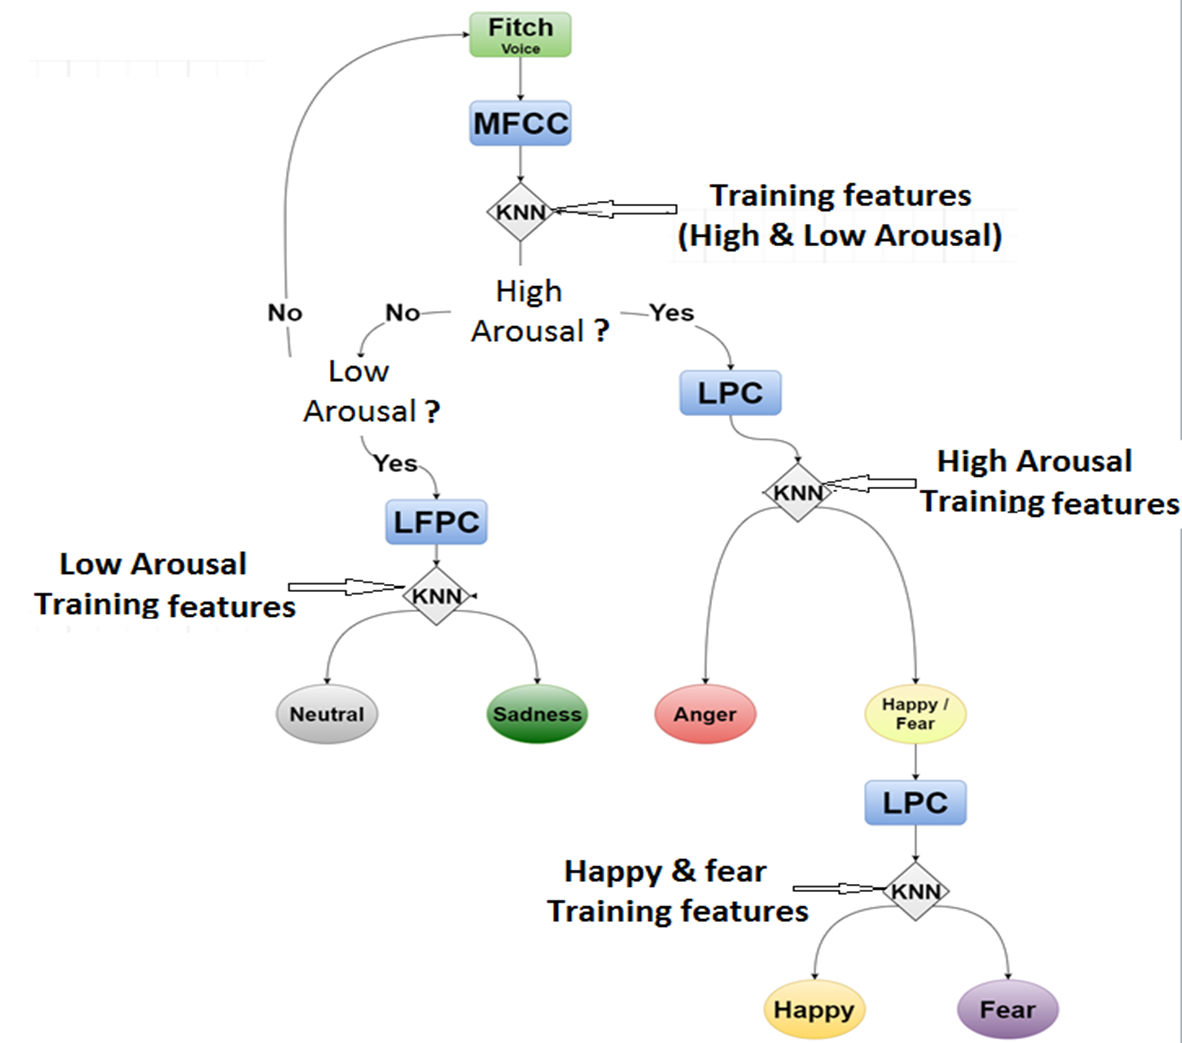 Fitch
Voice
MFCC
KNN
Training features
(High & Low Arousal)
High
Arousal ?
No
No
Yes
Low
Arousal ?
LPC
Yes
KNN
High Arousal
Training features
LFPC
Low Arousal
Training features
KNN
Neutral
Sadness
Anger
Happy /
Fear
LPC
Happy & fear
Training features
KNN
Happy
Fear